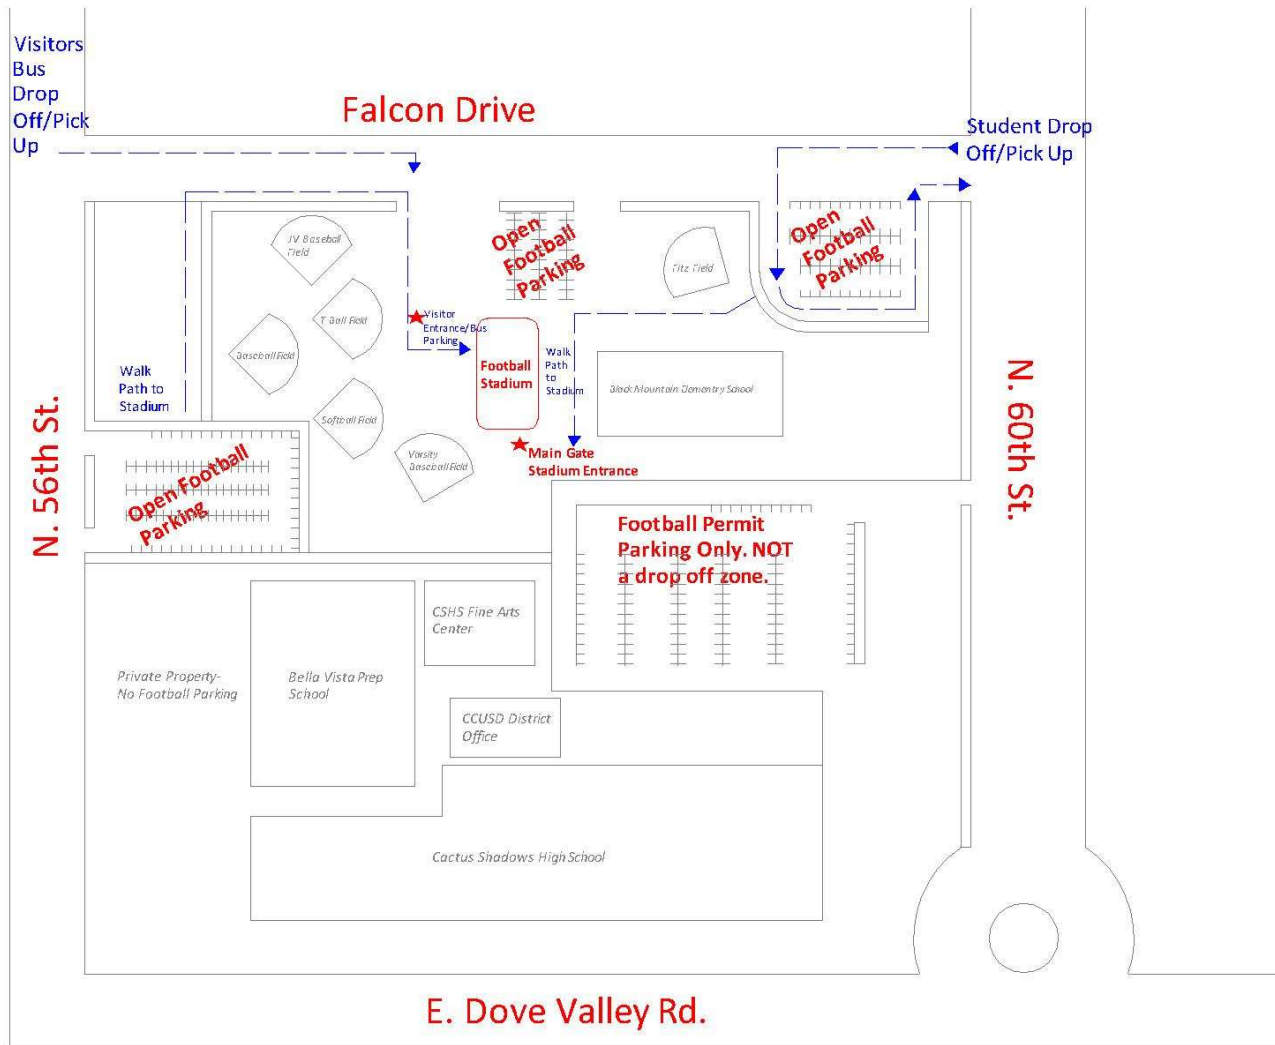 Visitors
Bus
Drop
Off/Pick
Up
Falcon Drive
Student Drop
Off/Pick Up
JV Baseball
Field
Open
Football
Parking
Fitz Field
Open
Football
Parking
T Ball Field
Visitor
Entrance/Bus
Parking
Baseball Field
Walk
Path to
Stadium
Football
Stadium
Walk
Path
to
Stadium
Black Mountain Elementry School
Softball Field
Varsity
Baseball Field
Main Gate
Stadium Entrance
N. 56th St.
N. 60th St.
Open Football
Parking
Football Permit
Parking Only. NOT
a drop off zone.
CSHS Fine Arts
Center
Private Property-
No Football Parking
Bella Vista Prep
School
CCUSD District
Office
Cactus Shadows High School
E. Dove Valley Rd.